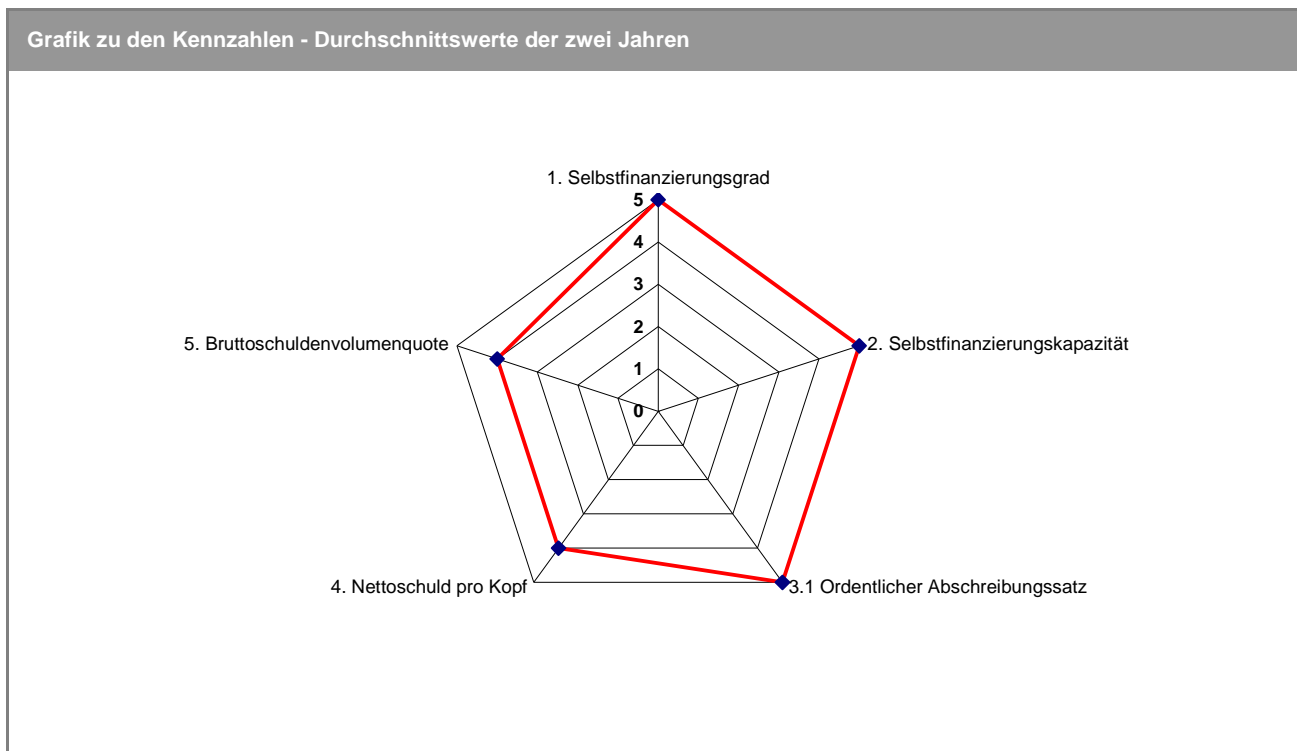 Grafik zu den Kennzahlen - Durchschnittswerte der zwei Jahren
1. Selbstfinanzierungsgrad
5
4
3
2
1
0
5. Bruttoschuldenvolumenquote
2. Selbstfinanzierungskapazität
4. Nettoschuld pro Kopf
3.1 Ordentlicher Abschreibungssatz